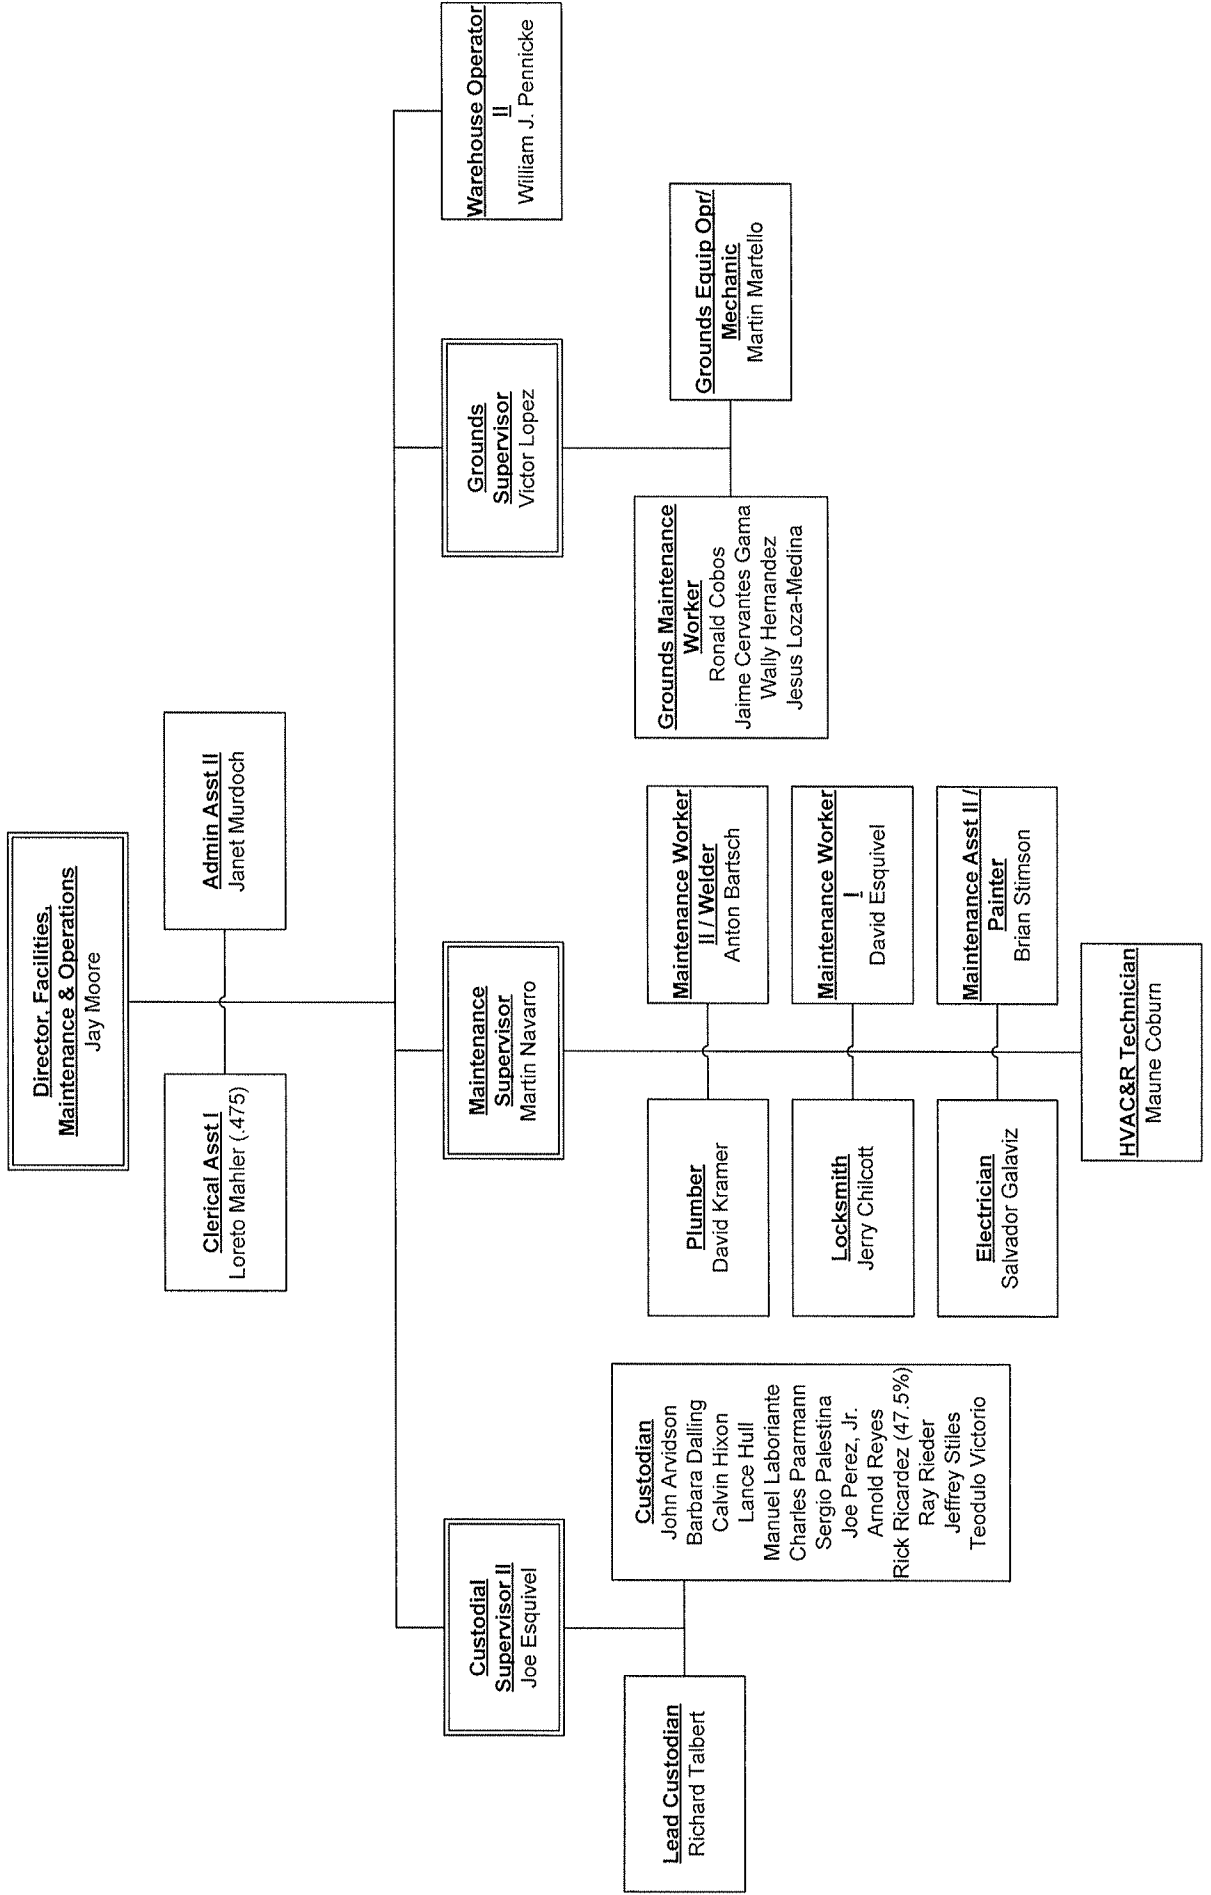 Director, Facilities,
Maintenance & Operations
Jay Moore
Clerical Asst I
Loreto Mahler (.475)
Admin Asst II
Janet Murdoch
Custodial
Supervisor II
Joe Esquivel
Maintenance
Supervisor
Martin Navarro
Grounds
Supervisor
Victor Lopez
Warehouse Operator
II
William J. Pennicke
Lead Custodian
Richard Talbert
Custodian
John Arvidson
Barbara Dalling
Calvin Hixon
Lance Hull
Manuel Laboriante
Charles Paarmann
Sergio Palestina
Joe Perez, Jr.
Arnold Reyes
Rick Ricardez (47.5%)
Ray Rieder
Jeffrey Stiles
Teodulo Victorio
Plumber
David Kramer
Maintenance Worker
II / Welder
Anton Bartsch
Locksmith
Jerry Chilcott
Maintenance Worker
I
David Esquivel
Electrician
Salvador Galaviz
Maintenance Asst II /
Painter
Brian Stimson
HVAC&R Technician
Maune Coburn
Grounds Maintenance
Worker
Ronald Cobos
Jaime Cervantes Gama
Wally Hernandez
Jesus Loza-Medina
Grounds Equip Opr/
Mechanic
Martin Martello